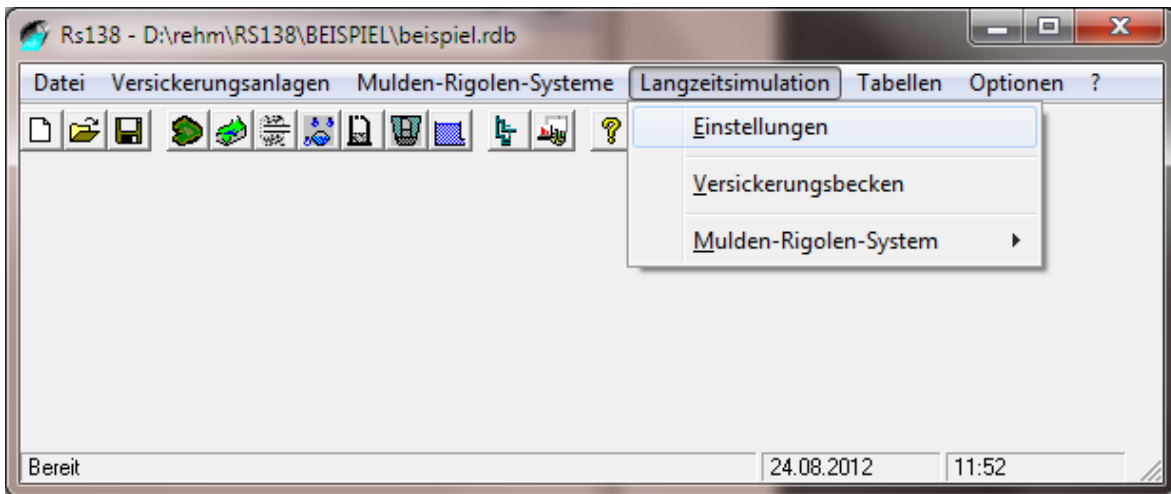 Rs138 - D:\rehm\RS138\BEISPIEL\beispiel.rdb
Datei Versickerungsanlagen Mulden-Rigolen-Systeme Langzeitsimulation Tabellen Optionen ?
Einstellungen
Versickerungsbecken
Mulden-Rigolen-System
Bereit 24.08.2012 11:52